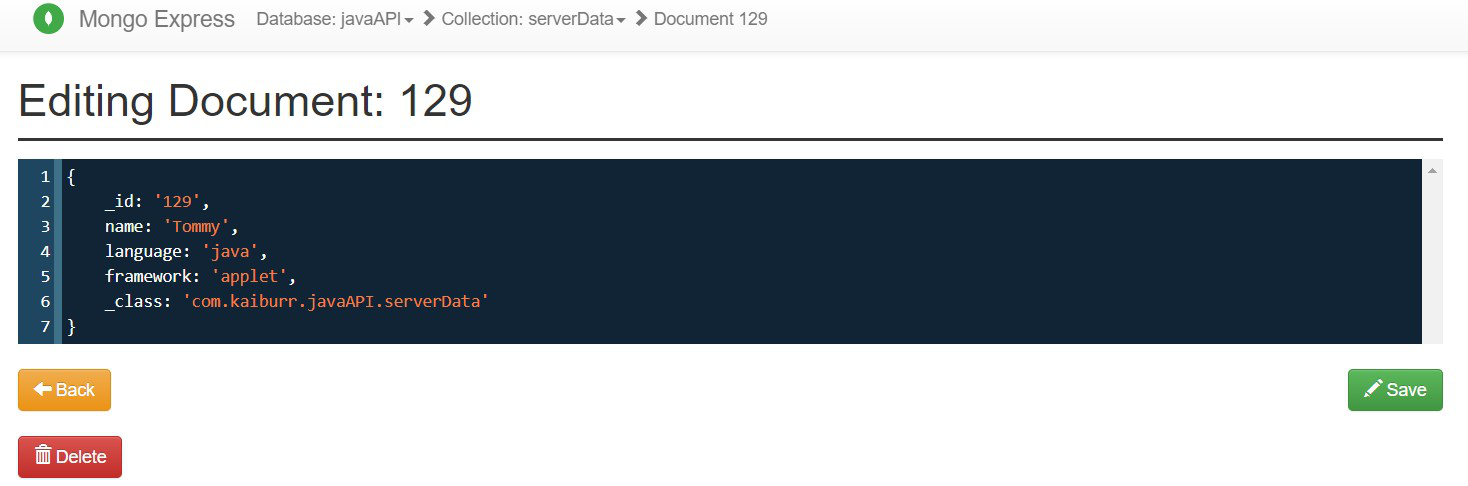 Mongo Express Database: javaAPI Collection: serverData Document 129
Editing Document: 129
1 {
2     _id: '129',
3     name: 'Tommy',
4     language: 'java',
5     framework: 'applet',
6     _class: 'com.kaiburr.javaAPI.serverData'
7 }
Back Save
Delete